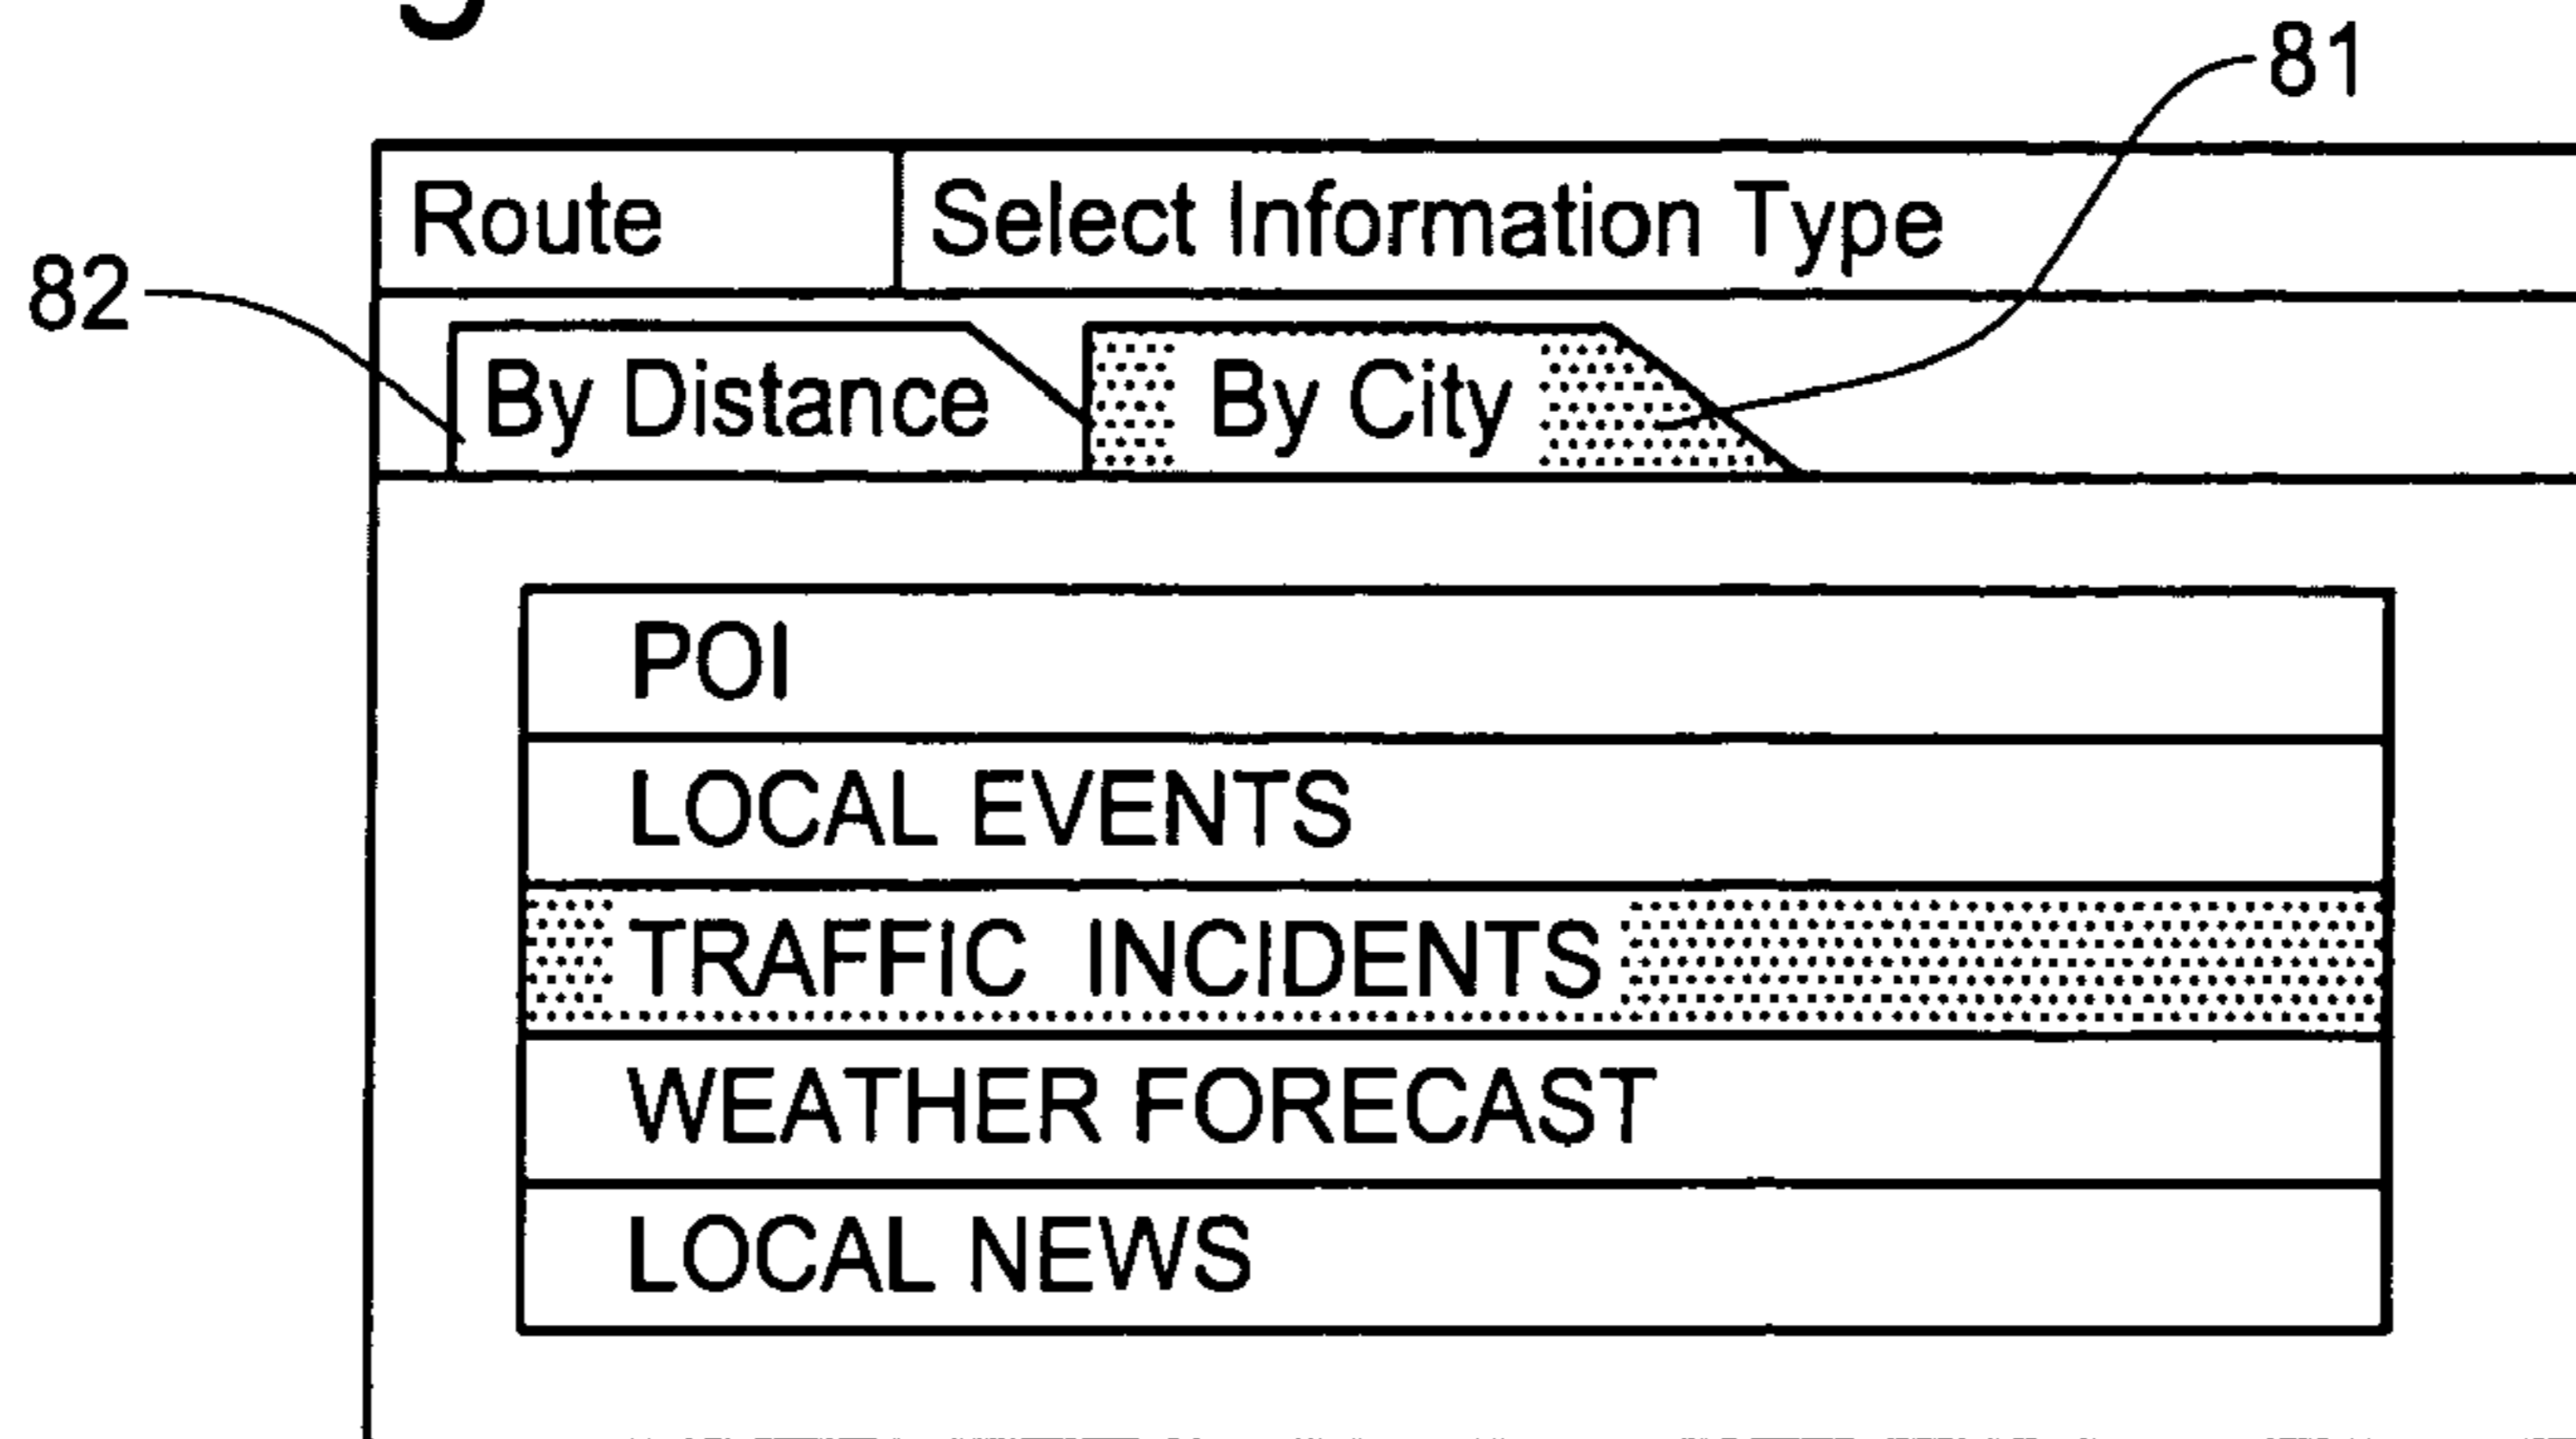 81
Route Select Information Type
82
By Distance By City
POI
LOCAL EVENTS
TRAFFIC INCIDENTS
WEATHER FORECAST
LOCAL NEWS